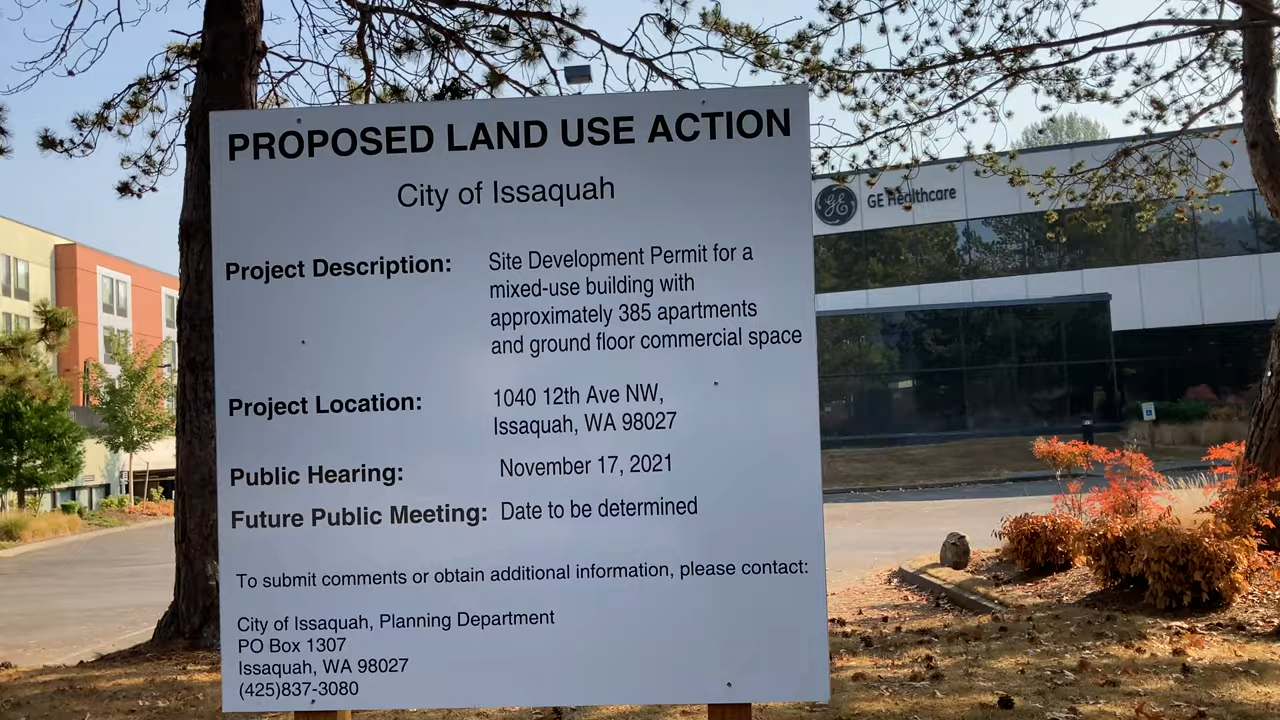 PROPOSED LAND USE ACTION
City of Issaquah
Project Description: Site Development Permit for a
mixed-use building with
approximately 385 apartments
and ground floor commercial space
Project Location: 1040 12th Ave NW,
Issaquah, WA 98027
Public Hearing: November 17, 2021
Future Public Meeting: Date to be determined
To submit comments or obtain additional information, please contact:
City of Issaquah, Planning Department
PO Box 1307
Issaquah, WA 98027
(425)837-3080
GE
GE Healthcare